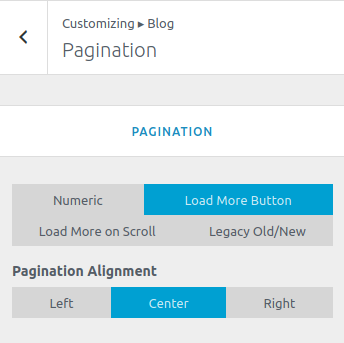 Customizing ▸ Blog
Pagination
PAGINATION
Numeric Load More Button
Load More on Scroll Legacy Old/New
Pagination Alignment
Left Center Right